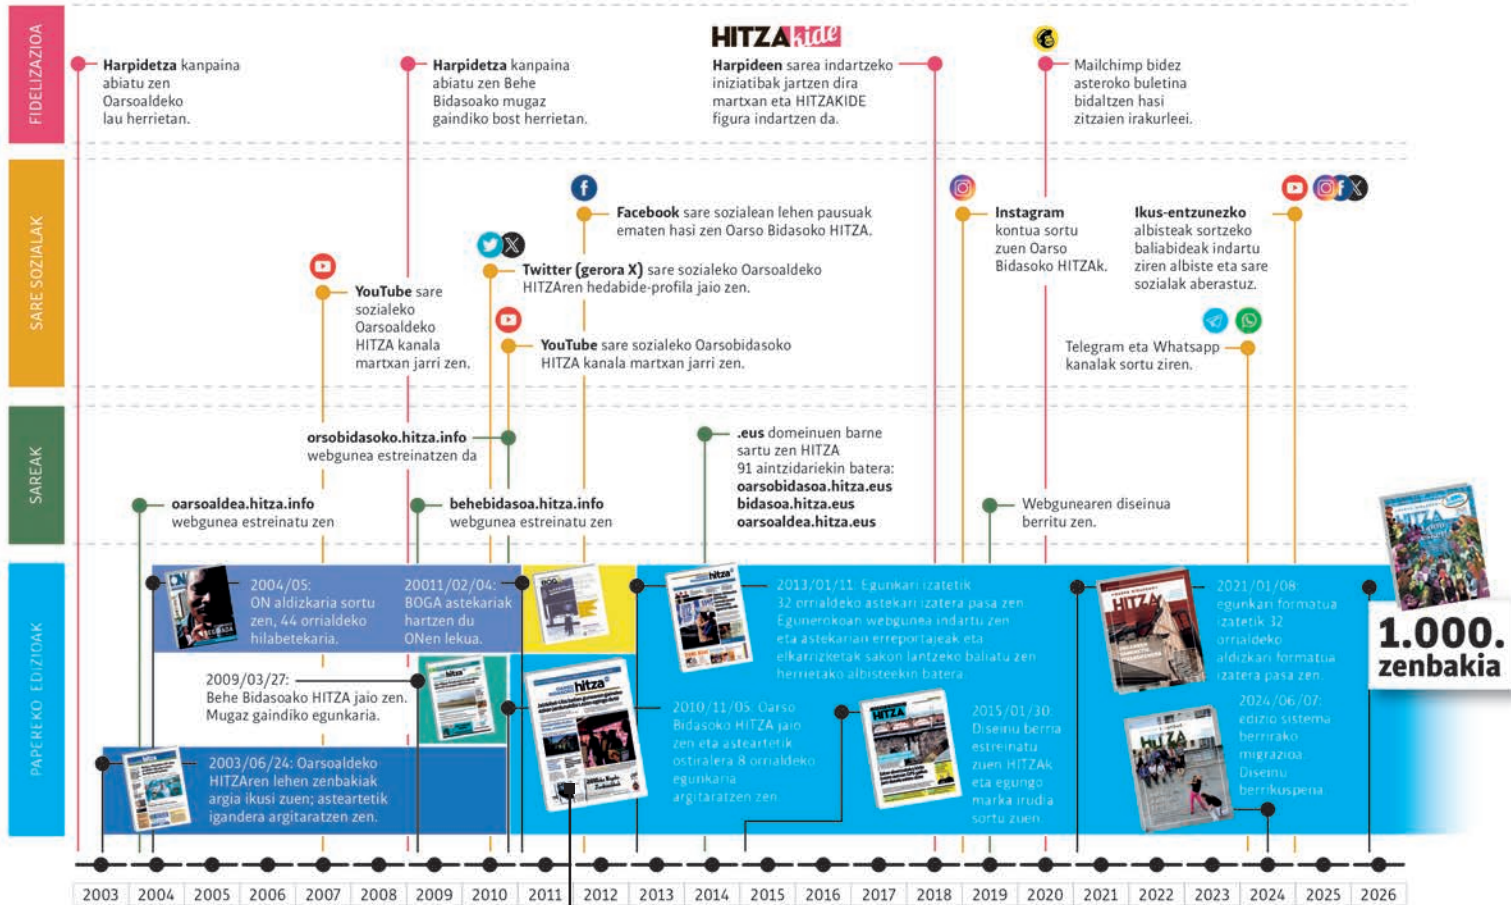 FIDELIZAZIOA
Harpidetza kanpaina
abiatu zen
Oarsoaldeko
lau herrietan.
Harpidetza kanpaina
abiatu zen Behe
Bidasoako mugaz
gaindiko bost herrietan.
HITZAkide
Harpideen sarea indartzeko
iniziatibak jartzen dira
martxan eta HITZAKIDE
figura indartzen da.
Mailchimp bidez
asteroko buletina
bidaltzen hasi
zitzaien irakurleei.
SARE SOZIALAK
YouTube sare
sozialeko
Oarsoaldeko
HITZA kanala
martxan jarri zen.
Twitter (gerora X) sare sozialeko Oarsoaldeko
HITZAren hedabide-profila jaio zen.
YouTube sare sozialeko Oarsobidasoko
HITZA kanala martxan jarri zen.
Facebook sare sozialean lehen pausuak
ematen hasi zen Oarso Bidasoko HITZA.
Instagram
kontua sortu
zuen Oarso
Bidasoko HITZAk.
Ikus-entzunezko
albisteak sortzeko
baliabideak indartu
ziren albiste eta sare
sozialak aberastuz.
Telegram eta Whatsapp
kanalak sortu ziren.
SAREAK
oarsoaldea.hitza.info
webgunea estreinatu zen
orsobidasoko.hitza.info
webgunea estreinatzen da
behebidasoa.hitza.info
webgunea estreinatu zen
.eus domeinuen barne
sartu zen HITZA
91 aintzidariekin batera:
oarsobidasoa.hitza.eus
bidasoa.hitza.eus
oarsoaldea.hitza.eus
Webgunearen diseinua
berritu zen.
PAPEREKO EDIZIOAK
ON
2004/05:
ON aldizkaria sortu
zen, 44 orrialdeko
hilabetekaria.
20011/02/04:
BOGA astekariak
hartzen du
ONen lekua.
BOGA
2009/03/27:
Behe Bidasoako HITZA jaio zen.
Mugaz gaindiko egunkaria.
hitza
2003/06/24: Oarsoaldeko
HITZAren lehen zenbakiak
argia ikusi zuen; asteartetik
igandera argitaratzen zen.
hitza
2010/11/05: Oarso
Bidasoko HITZA jaio
zen eta asteartetik
ostiralera 8 orrialdeko
egunkaria
argitaratzen zen.
hitza
2013/01/11: Egunkari izatetik
32 orrialdeko astekari izatera pasa zen.
Egunerokoan webgunea indartu zen
eta astekarian erreportajeak eta
elkarrizketak sakon lantzeko baliatu zen
herrietako albisteekin batera.
HITZA
2015/01/30:
Diseinu berria
estreinatu
zuen HITZAk
eta egungo
marka irudia
sortu zuen.
HITZA
2021/01/08:
egunkari formatua
izatetik 32
orrialdeko
aldizkari formatua
izatera pasa zen.
HITZA
2024/06/07:
edizio sistema
berrirako
migrazioa.
Diseinu
berrikuspena.
HITZA
1.000.
zenbakia
2003 2004 2005 2006 2007 2008 2009 2010 2011 2012 2013 2014 2015 2016 2017 2018 2019 2020 2021 2022 2023 2024 2025 2026